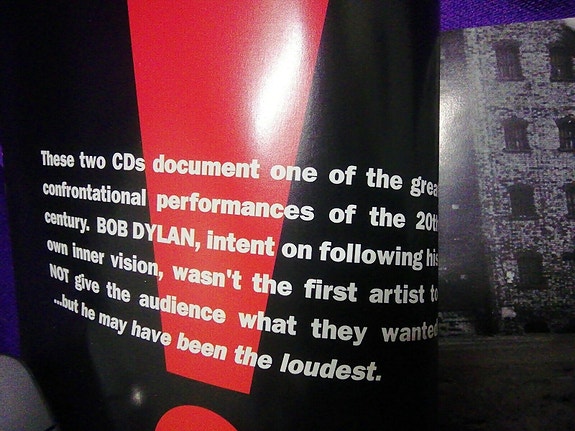 These two CDs document one of the grea
confrontational performances of the 20t
century. BOB DYLAN, intent on following his
own inner vision, wasn't the first artist to
NOT give the audience what they wanted
...but he may have been the loudest.